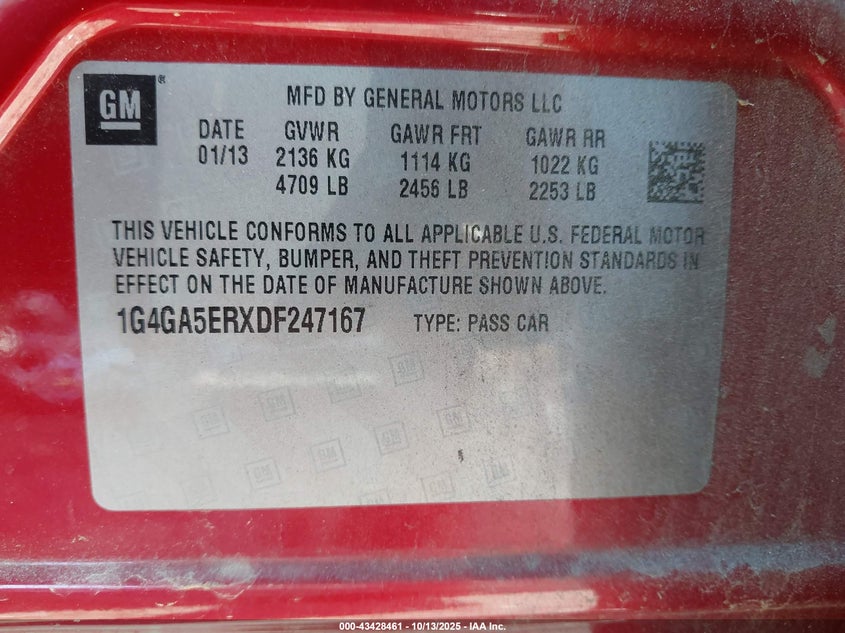 GM®
MFD BY GENERAL MOTORS LLC
DATE GVWR GAWR FRT GAWR RR
01/13 2136 KG 1114 KG 1022 KG
4709 LB 2456 LB 2253 LB
THIS VEHICLE CONFORMS TO ALL APPLICABLE U.S. FEDERAL MOTOR
VEHICLE SAFETY, BUMPER, AND THEFT PREVENTION STANDARDS IN
EFFECT ON THE DATE OF MANUFACTURE SHOWN ABOVE.
1G4GA5ERXDF247167 TYPE: PASS CAR
000-43428461 - 10/13/2025 - IAA Inc.